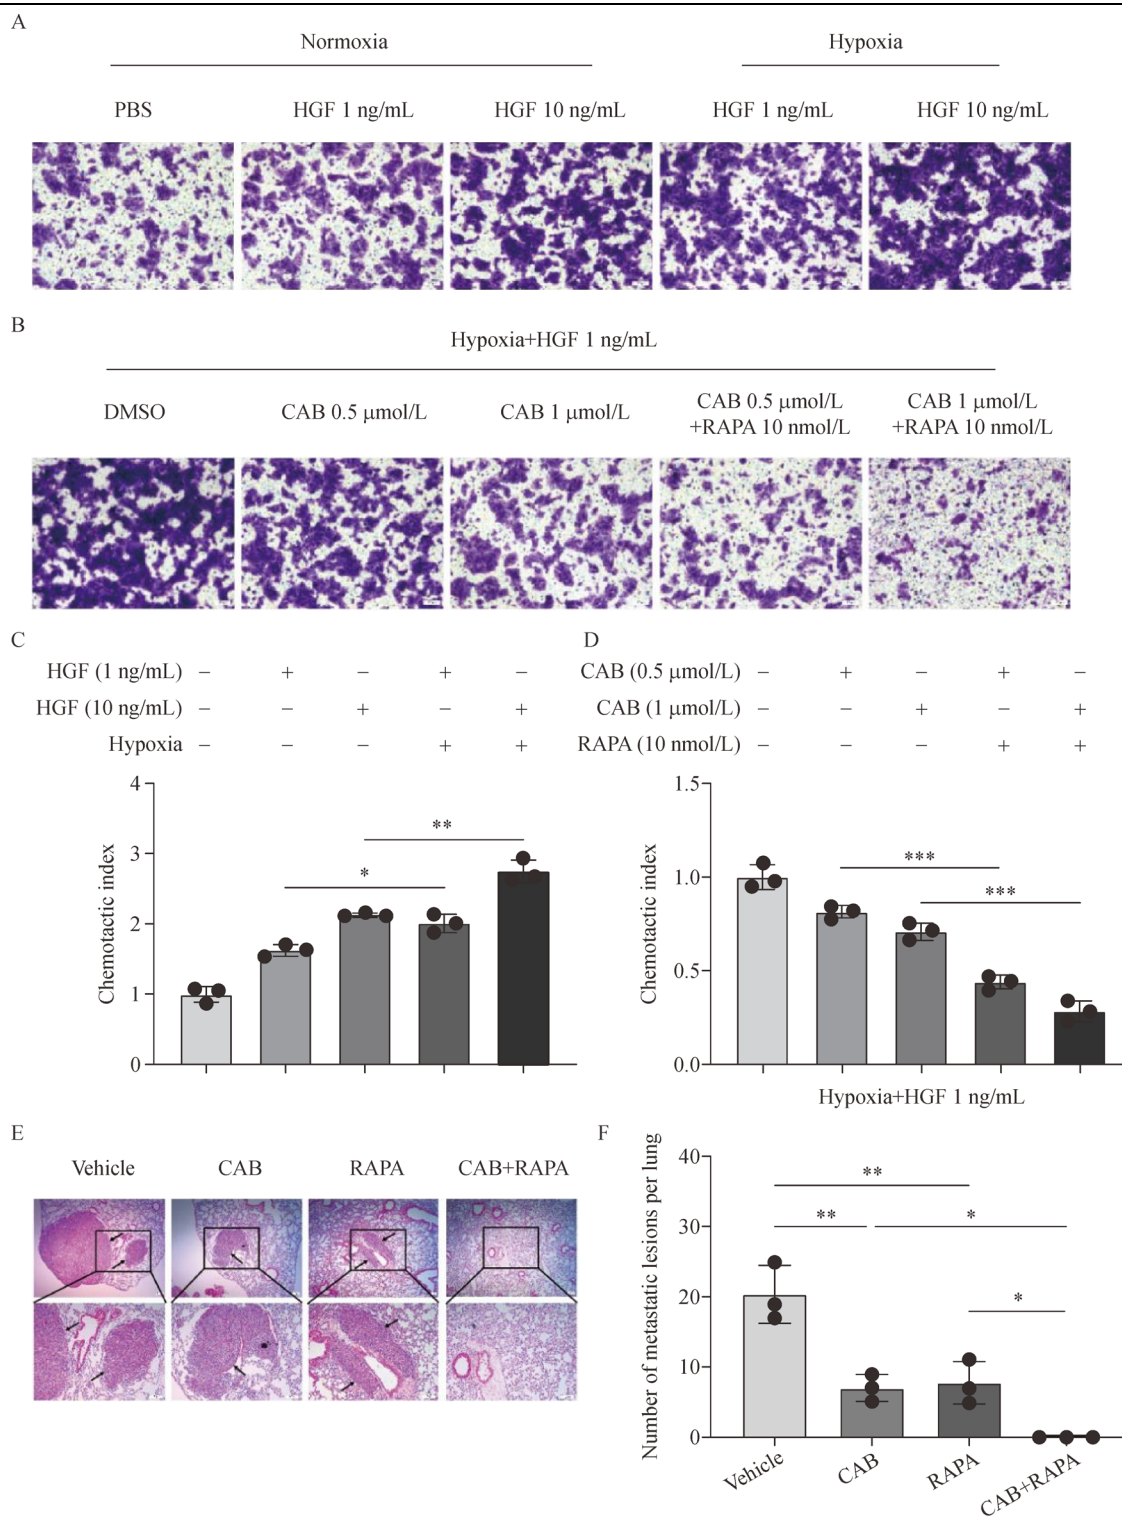 A
Normoxia Hypoxia
PBS HGF 1 ng/mL HGF 10 ng/mL HGF 1 ng/mL HGF 10 ng/mL
B
Hypoxia+HGF 1 ng/mL
DMSO CAB 0.5 μmol/L CAB 1 μmol/L CAB 0.5 μmol/L CAB 1 μmol/L
+RAPA 10 nmol/L +RAPA 10 nmol/L
C
HGF (1 ng/mL) − + − + −
HGF (10 ng/mL) − − + − +
Hypoxia − − − + +
4
3
2
1
0
Chemotactic index
**
*
D
CAB (0.5 μmol/L) − + − + −
CAB (1 μmol/L) − − + − +
RAPA (10 nmol/L) − − − + +
1.5
1.0
0.5
0.0
Chemotactic index
***
***
Hypoxia+HGF 1 ng/mL
E
Vehicle CAB RAPA CAB+RAPA
F
Number of metastatic lesions per lung
40
30
20
10
0
**
** *
*
Vehicle
CAB
RAPA
CAB+RAPA